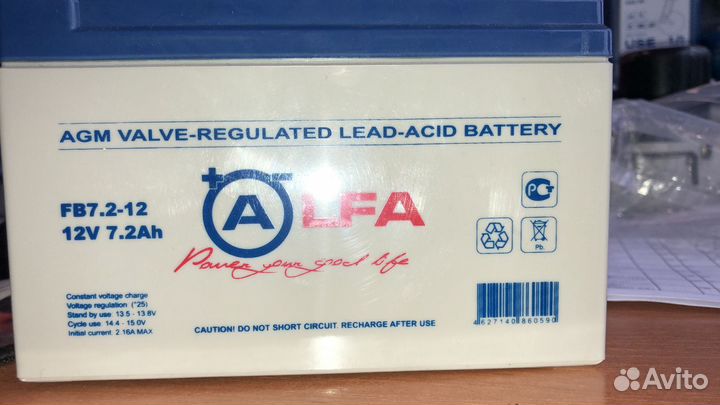 AGM VALVE-REGULATED LEAD-ACID BATTERY
FB7.2-12
12V 7.2Ah
+
ALFA
Power your good life
PG
Pb
Constant voltage charge
Voltage regulation (°25)
Stand by use: 13.5 - 13.8V
Cycle use: 14.4 - 15.0V
Initial current: 2.16A MAX
CAUTION! DO NOT SHORT CIRCUIT. RECHARGE AFTER USE
4627140860590
Avito